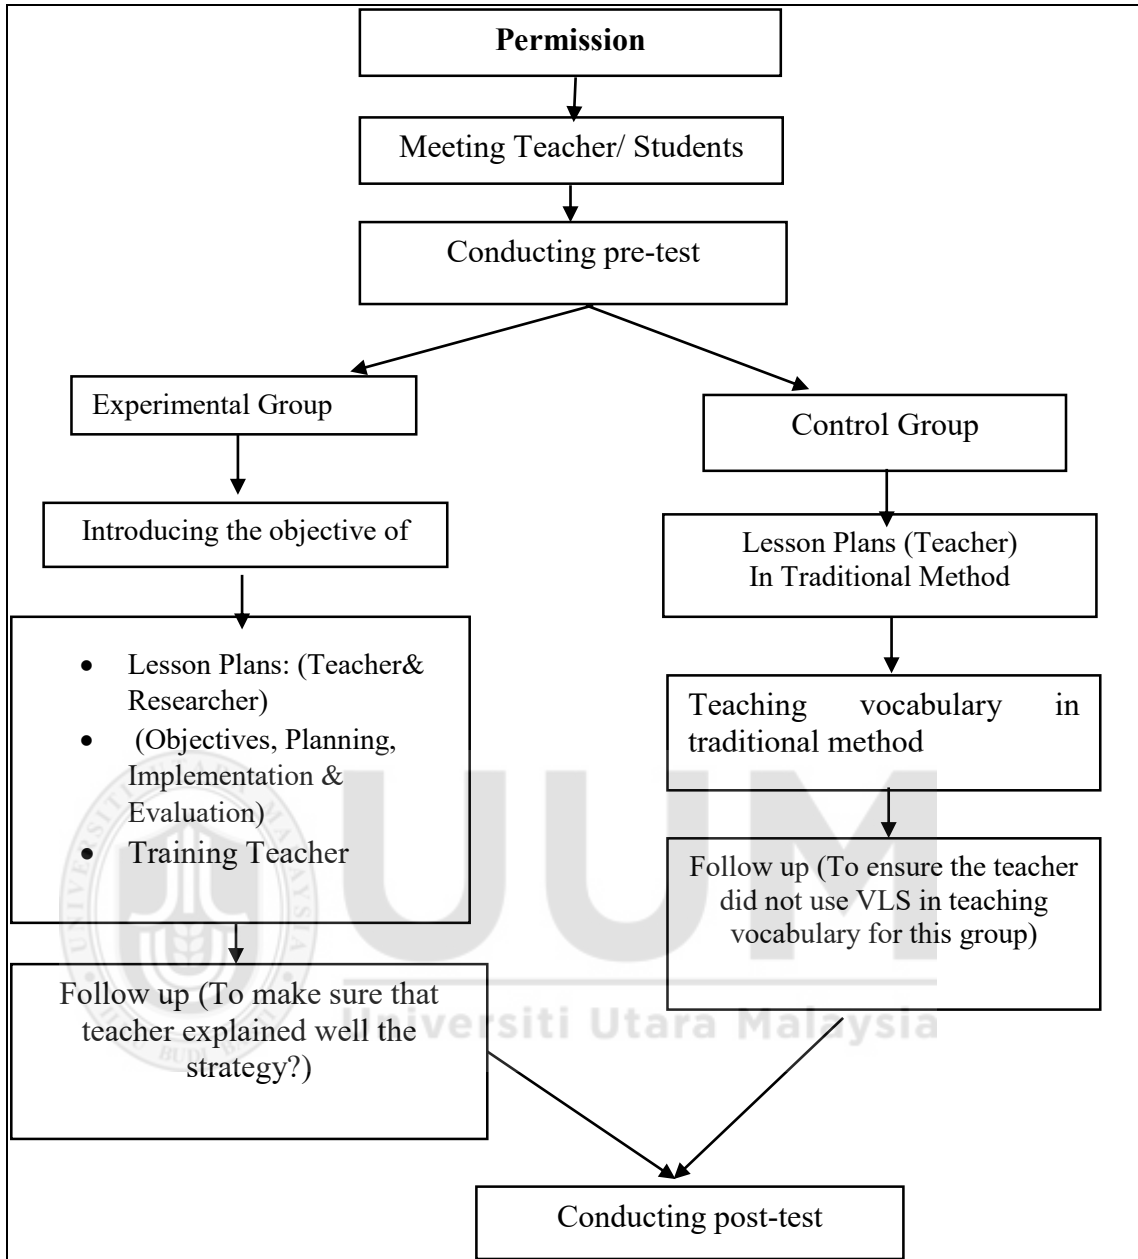 Permission
Meeting Teacher/ Students
Conducting pre-test
Experimental Group
Control Group
Introducing the objective of
Lesson Plans (Teacher)
In Traditional Method
• Lesson Plans: (Teacher&
Researcher)
• (Objectives, Planning,
Implementation &
Evaluation)
• Training Teacher
Teaching vocabulary in
traditional method
Follow up (To ensure the teacher
did not use VLS in teaching
vocabulary for this group)
Follow up (To make sure that
teacher explained well the
strategy?)
Conducting post-test
UUM
Universiti Utara Malaysia
UNIVERSITI UTARA MALAYSIA